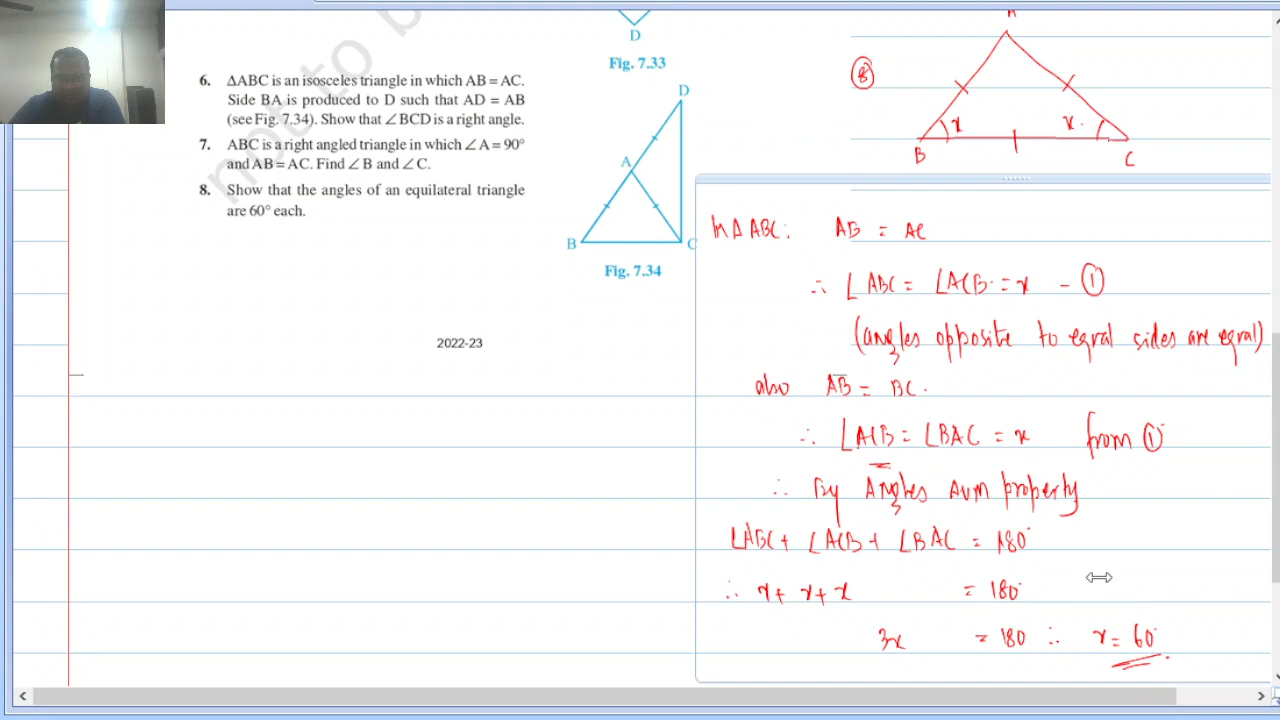 not to b
D
Fig. 7.33
6. ΔABC is an isosceles triangle in which AB = AC.
Side BA is produced to D such that AD = AB
(see Fig. 7.34). Show that ∠BCD is a right angle.
7. ABC is a right angled triangle in which ∠A = 90°
and AB = AC. Find ∠B and ∠C.
8. Show that the angles of an equilateral triangle
are 60° each.
D
A
B
C
Fig. 7.34
2022-23
⑧
x
x.
B
C
In Δ ABC: AB = AC
∴ ∠ABC = ∠ACB = x - ①
(angles opposite to equal sides are equal)
also AB = BC.
∴ ∠ACB = ∠BAC = x from ①
∴ By Angles sum property
∠ABC + ∠ACB + ∠BAC = 180°
∴ x + x + x = 180°
3x = 180 ∴ x = 60°